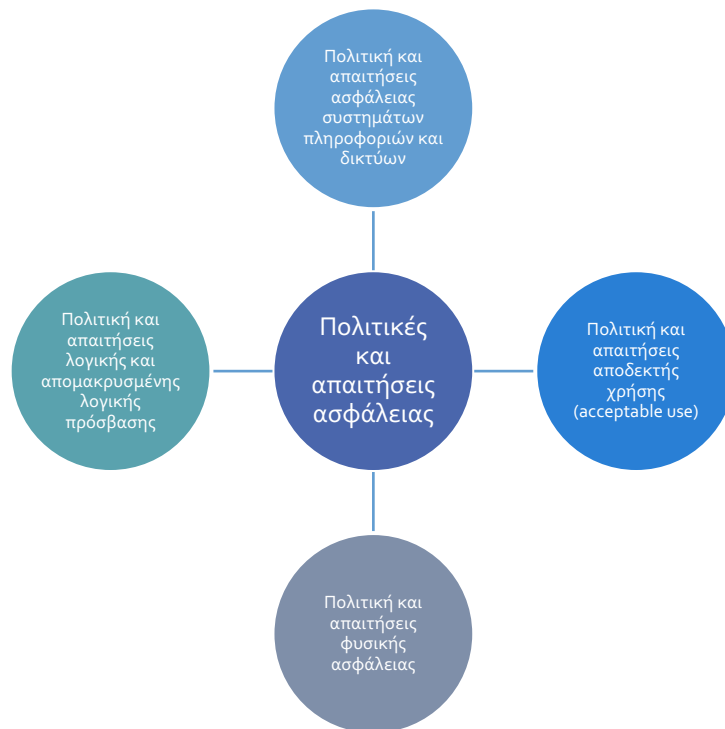 Πολιτική και
απαιτήσεις
ασφάλειας
συστημάτων
πληροφοριών και
δικτύων
Πολιτική και
απαιτήσεις
λογικής και
απομακρυσμένης
λογικής
πρόσβασης
Πολιτικές
και
απαιτήσεις
ασφάλειας
Πολιτική και
απαιτήσεις
αποδεκτής
χρήσης
(acceptable use)
Πολιτική και
απαιτήσεις
φυσικής
ασφάλειας